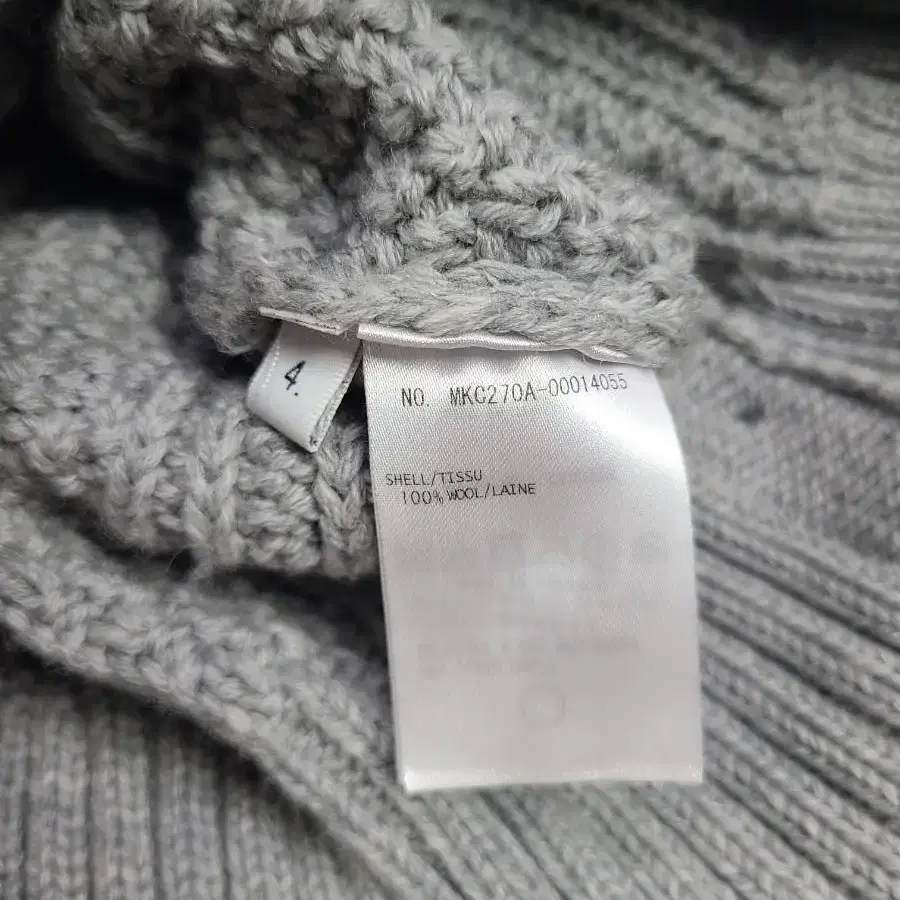 4.
NO. MKC270A-00014055
SHELL/TISSU
100% WOOL/LAINE